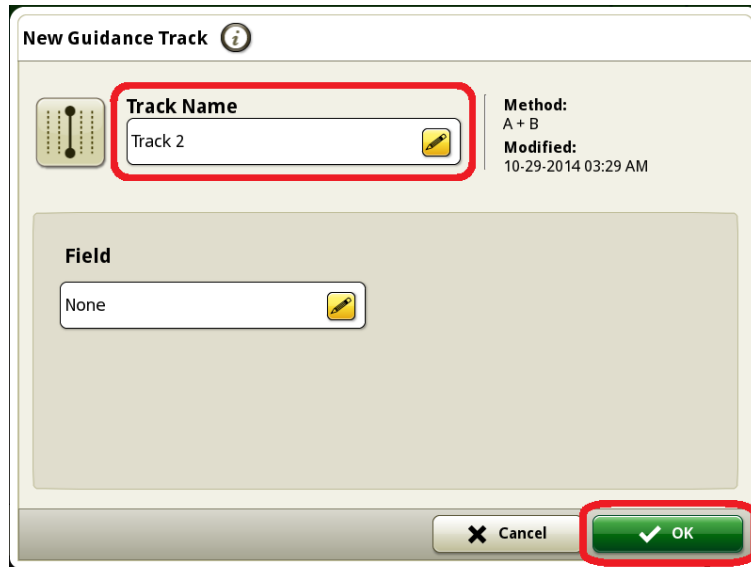 New Guidance Track i
Track Name
Track 2
Method:
A + B
Modified:
10-29-2014 03:29 AM
Field
None
Cancel
OK